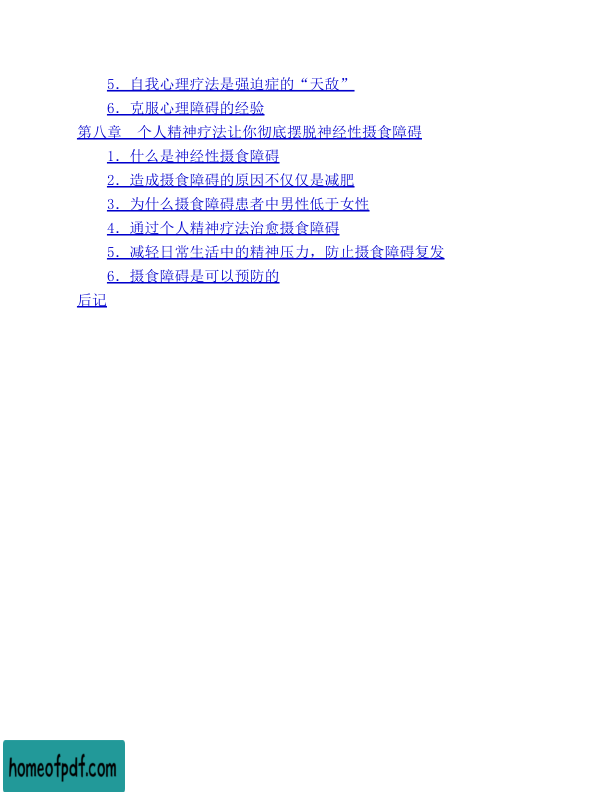 5．自我心理疗法是强迫症的“天敌”
6．克服心理障碍的经验
第八章　个人精神疗法让你彻底摆脱神经性摄食障碍
1．什么是神经性摄食障碍
2．造成摄食障碍的原因不仅仅是减肥
3．为什么摄食障碍患者中男性低于女性
4．通过个人精神疗法治愈摄食障碍
5．减轻日常生活中的精神压力，防止摄食障碍复发
6．摄食障碍是可以预防的
后记
homeofpdf.com